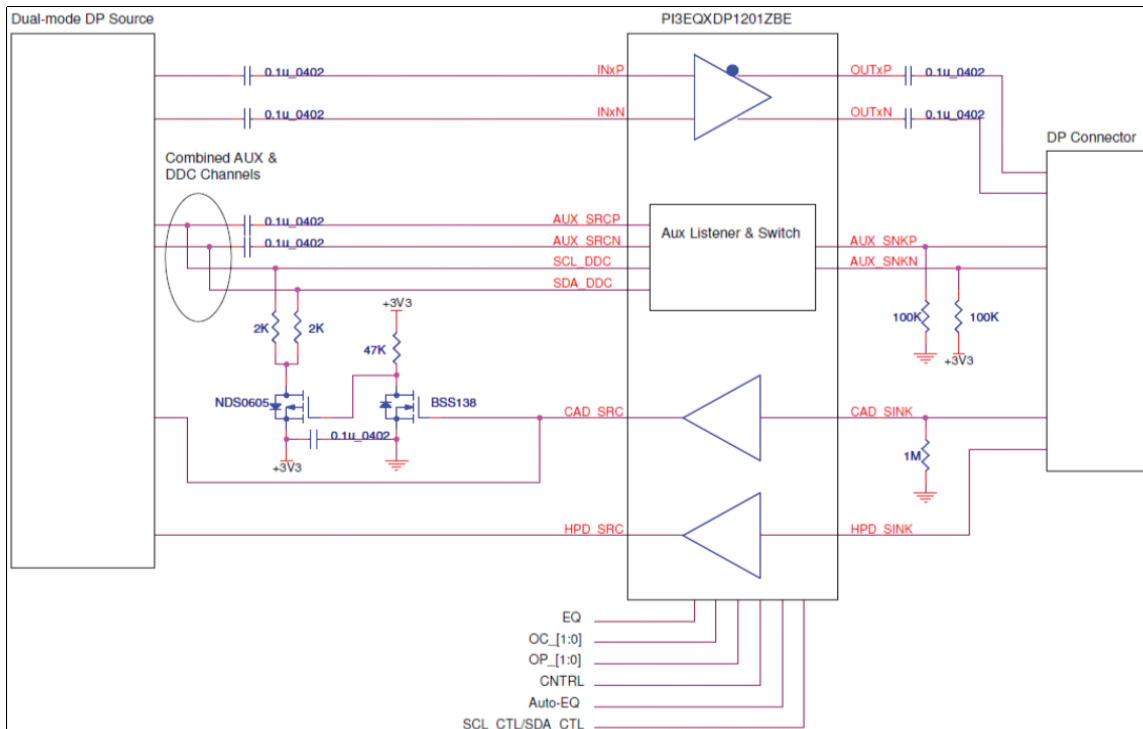 Dual-mode DP Source
PI3EQXDP1201ZBE
0.1u_0402
INxP
OUTxP
0.1u_0402
0.1u_0402
INxN
OUTxN
0.1u_0402
DP Connector
Combined AUX &
DDC Channels
0.1u_0402
AUX_SRCP
0.1u_0402
AUX_SRCN
Aux Listener & Switch
AUX_SNKP
SCL_DDC
AUX_SNKN
SDA_DDC
+3V3
2K
2K
47K
100K
100K
+3V3
NDS0605
BSS138
CAD_SRC
CAD_SINK
0.1u_0402
+3V3
1M
HPD_SRC
HPD_SINK
EQ
OC_[1:0]
OP_[1:0]
CNTRL
Auto-EQ
SCL_CTL/SDA_CTL